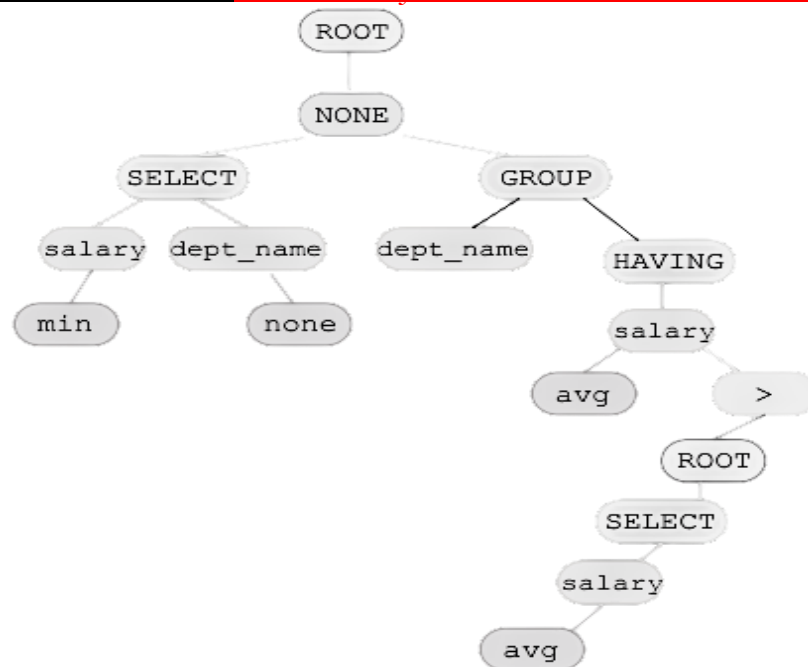 ROOT
NONE
SELECT GROUP
salary dept_name dept_name HAVING
min none salary
avg >
ROOT
SELECT
salary
avg